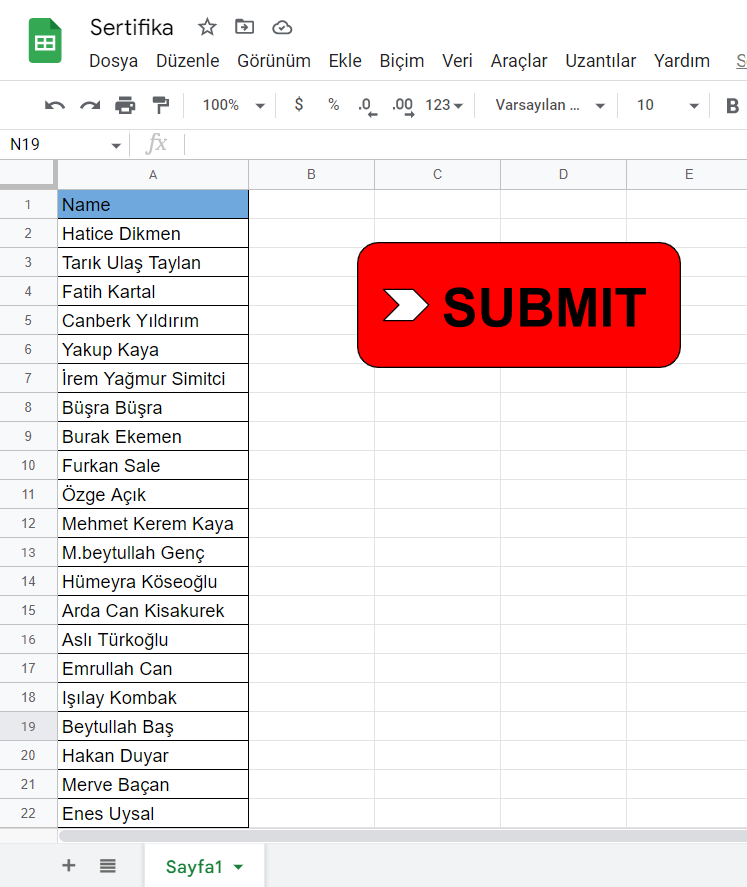 Sertifika
Dosya Düzenle Görünüm Ekle Biçim Veri Araçlar Uzantılar Yardım
100% $ % .0 .00 123 Varsayılan ... 10 B
N19 fx
A B C D E
1 Name
2 Hatice Dikmen
3 Tarık Ulaş Taylan
4 Fatih Kartal
5 Canberk Yıldırım
6 Yakup Kaya
7 İrem Yağmur Simitci
8 Büşra Büşra
9 Burak Ekemen
10 Furkan Sale
11 Özge Açık
12 Mehmet Kerem Kaya
13 M.beytullah Genç
14 Hümeyra Köseoğlu
15 Arda Can Kisakurek
16 Aslı Türkoğlu
17 Emrullah Can
18 Işılay Kombak
19 Beytullah Baş
20 Hakan Duyar
21 Merve Baçan
22 Enes Uysal
SUBMIT
Sayfa1